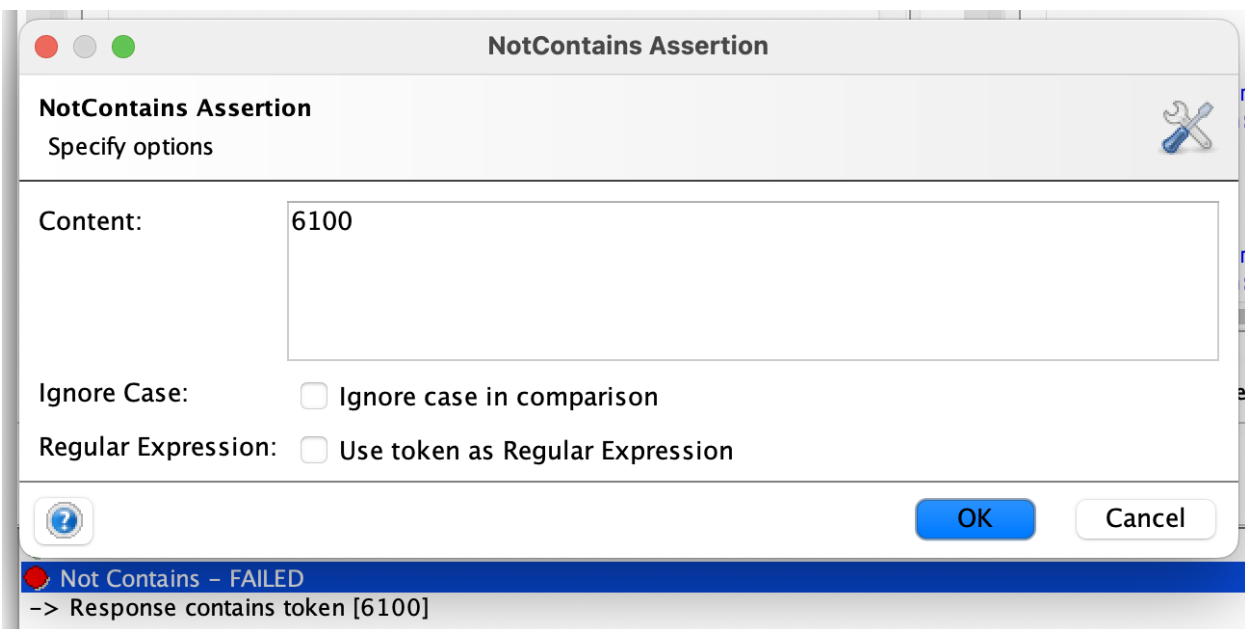 NotContains Assertion
NotContains Assertion
Specify options
Content:
6100
Ignore Case:
Ignore case in comparison
Regular Expression:
Use token as Regular Expression
OK
Cancel
Not Contains – FAILED
-> Response contains token [6100]